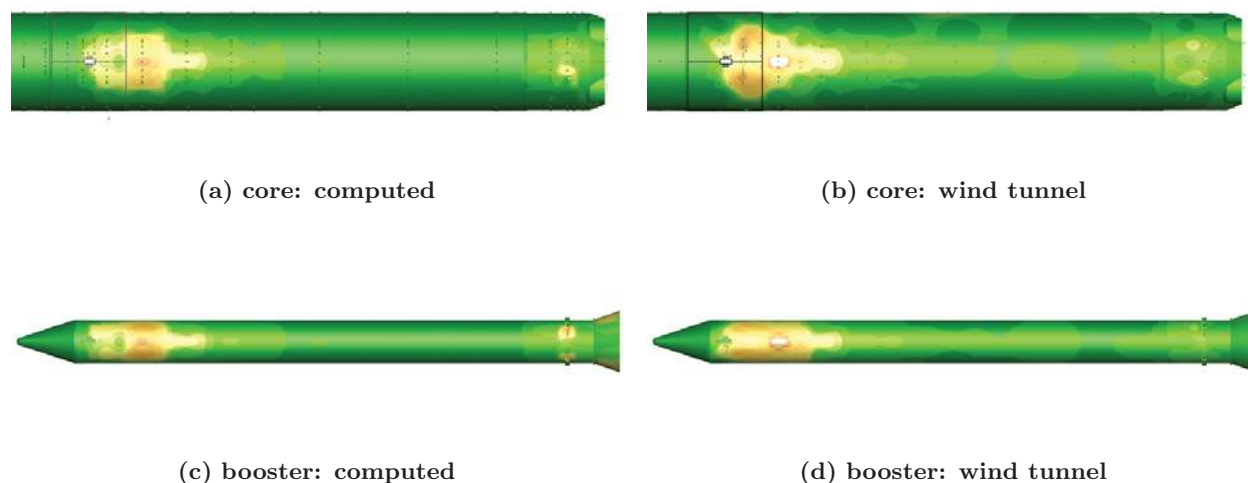 (a) core: computed
(b) core: wind tunnel
(c) booster: computed
(d) booster: wind tunnel